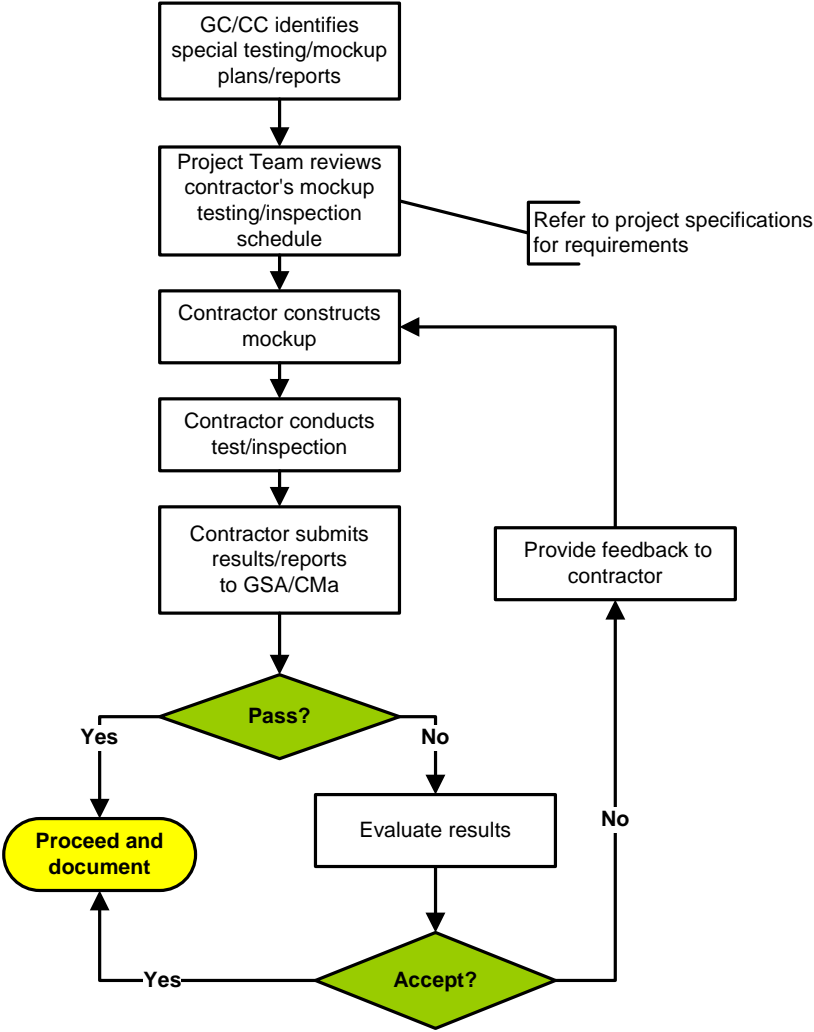 GC/CC identifies
special testing/mockup
plans/reports
Project Team reviews
contractor's mockup
testing/inspection
schedule
Refer to project specifications
for requirements
Contractor constructs
mockup
Contractor conducts
test/inspection
Contractor submits
results/reports
to GSA/CMa
Provide feedback to
contractor
Pass?
Yes
No
Evaluate results
No
Proceed and
document
Yes
Accept?